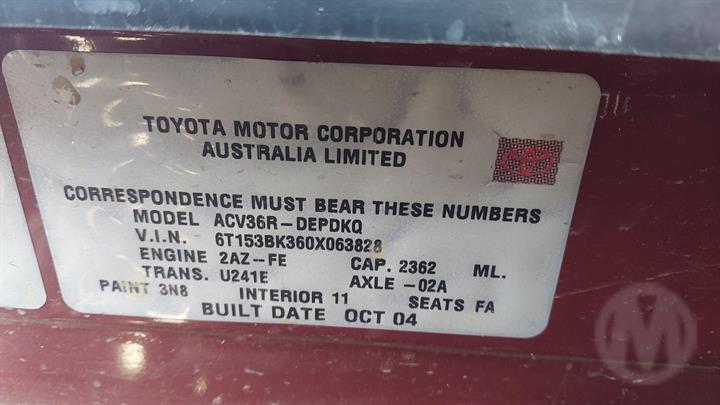 TOYOTA MOTOR CORPORATION
AUSTRALIA LIMITED
CORRESPONDENCE MUST BEAR THESE NUMBERS
MODEL ACV36R-DEPDKQ
V.I.N. 6T153BK360X063828
ENGINE 2AZ-FE CAP. 2362 ML.
TRANS. U241E AXLE -02A
PAINT 3N8 INTERIOR 11 SEATS FA
BUILT DATE OCT 04
M